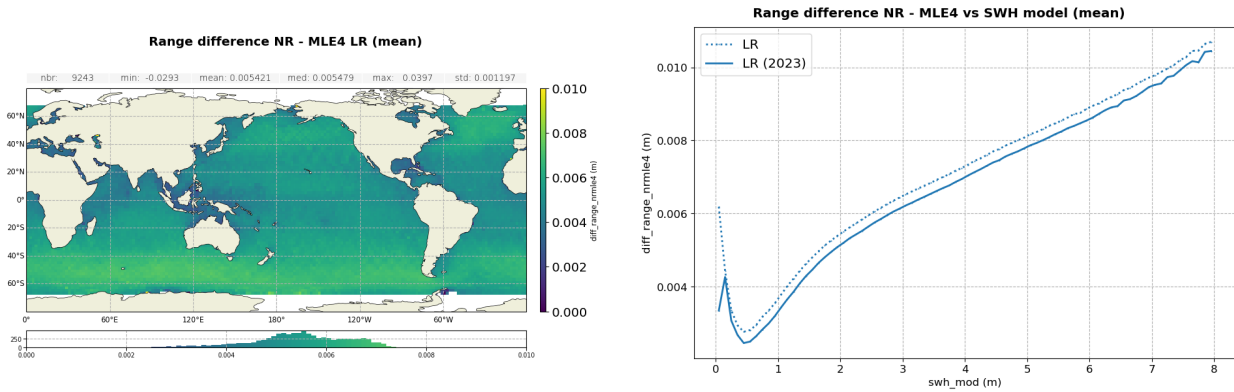 Range difference NR - MLE4 LR (mean)
nbr: 9243 min: -0.0293 mean: 0.005421 med: 0.005479 max: 0.0397 std: 0.001197
60°N
40°N
20°N
0°
20°S
40°S
60°S
0° 60°E 120°E 180° 120°W 60°W
0.010
0.008
0.006
0.004
0.002
0.000
diff_range_nrmle4 (m)
250
0
0.000 0.002 0.004 0.006 0.008 0.010
Range difference NR - MLE4 vs SWH model (mean)
LR
LR (2023)
0.010
0.008
0.006
0.004
diff_range_nrmle4 (m)
0 1 2 3 4 5 6 7 8
swh_mod (m)